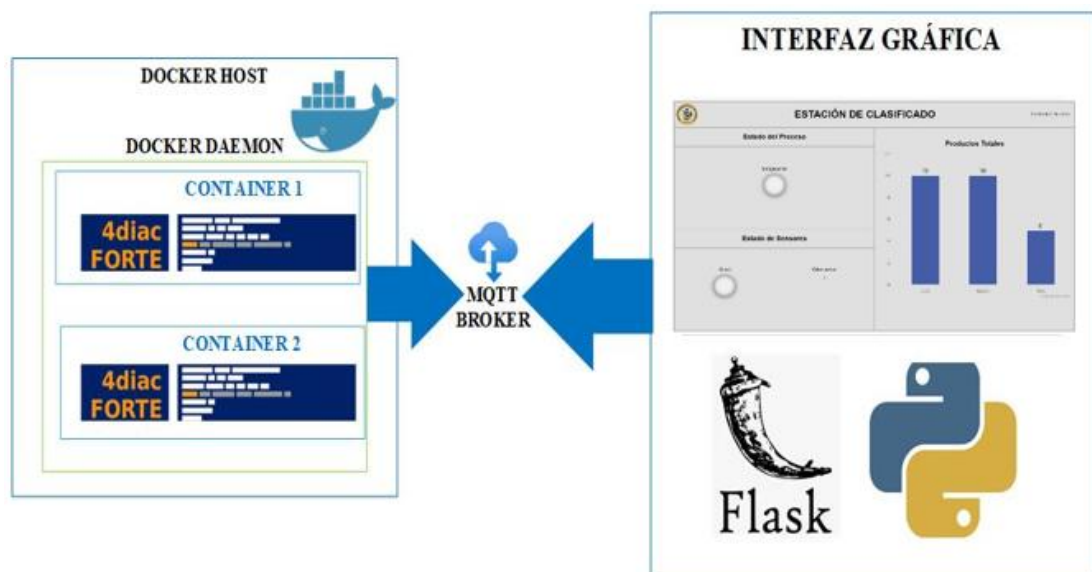 DOCKER HOST
DOCKER DAEMON
CONTAINER 1
4diac
FORTE
CONTAINER 2
4diac
FORTE
MQTT
BROKER
INTERFAZ GRÁFICA
ESTACIÓN DE CLASIFICADO
Estado del Proceso
Productos Totales
Estado de Sensores
Flask